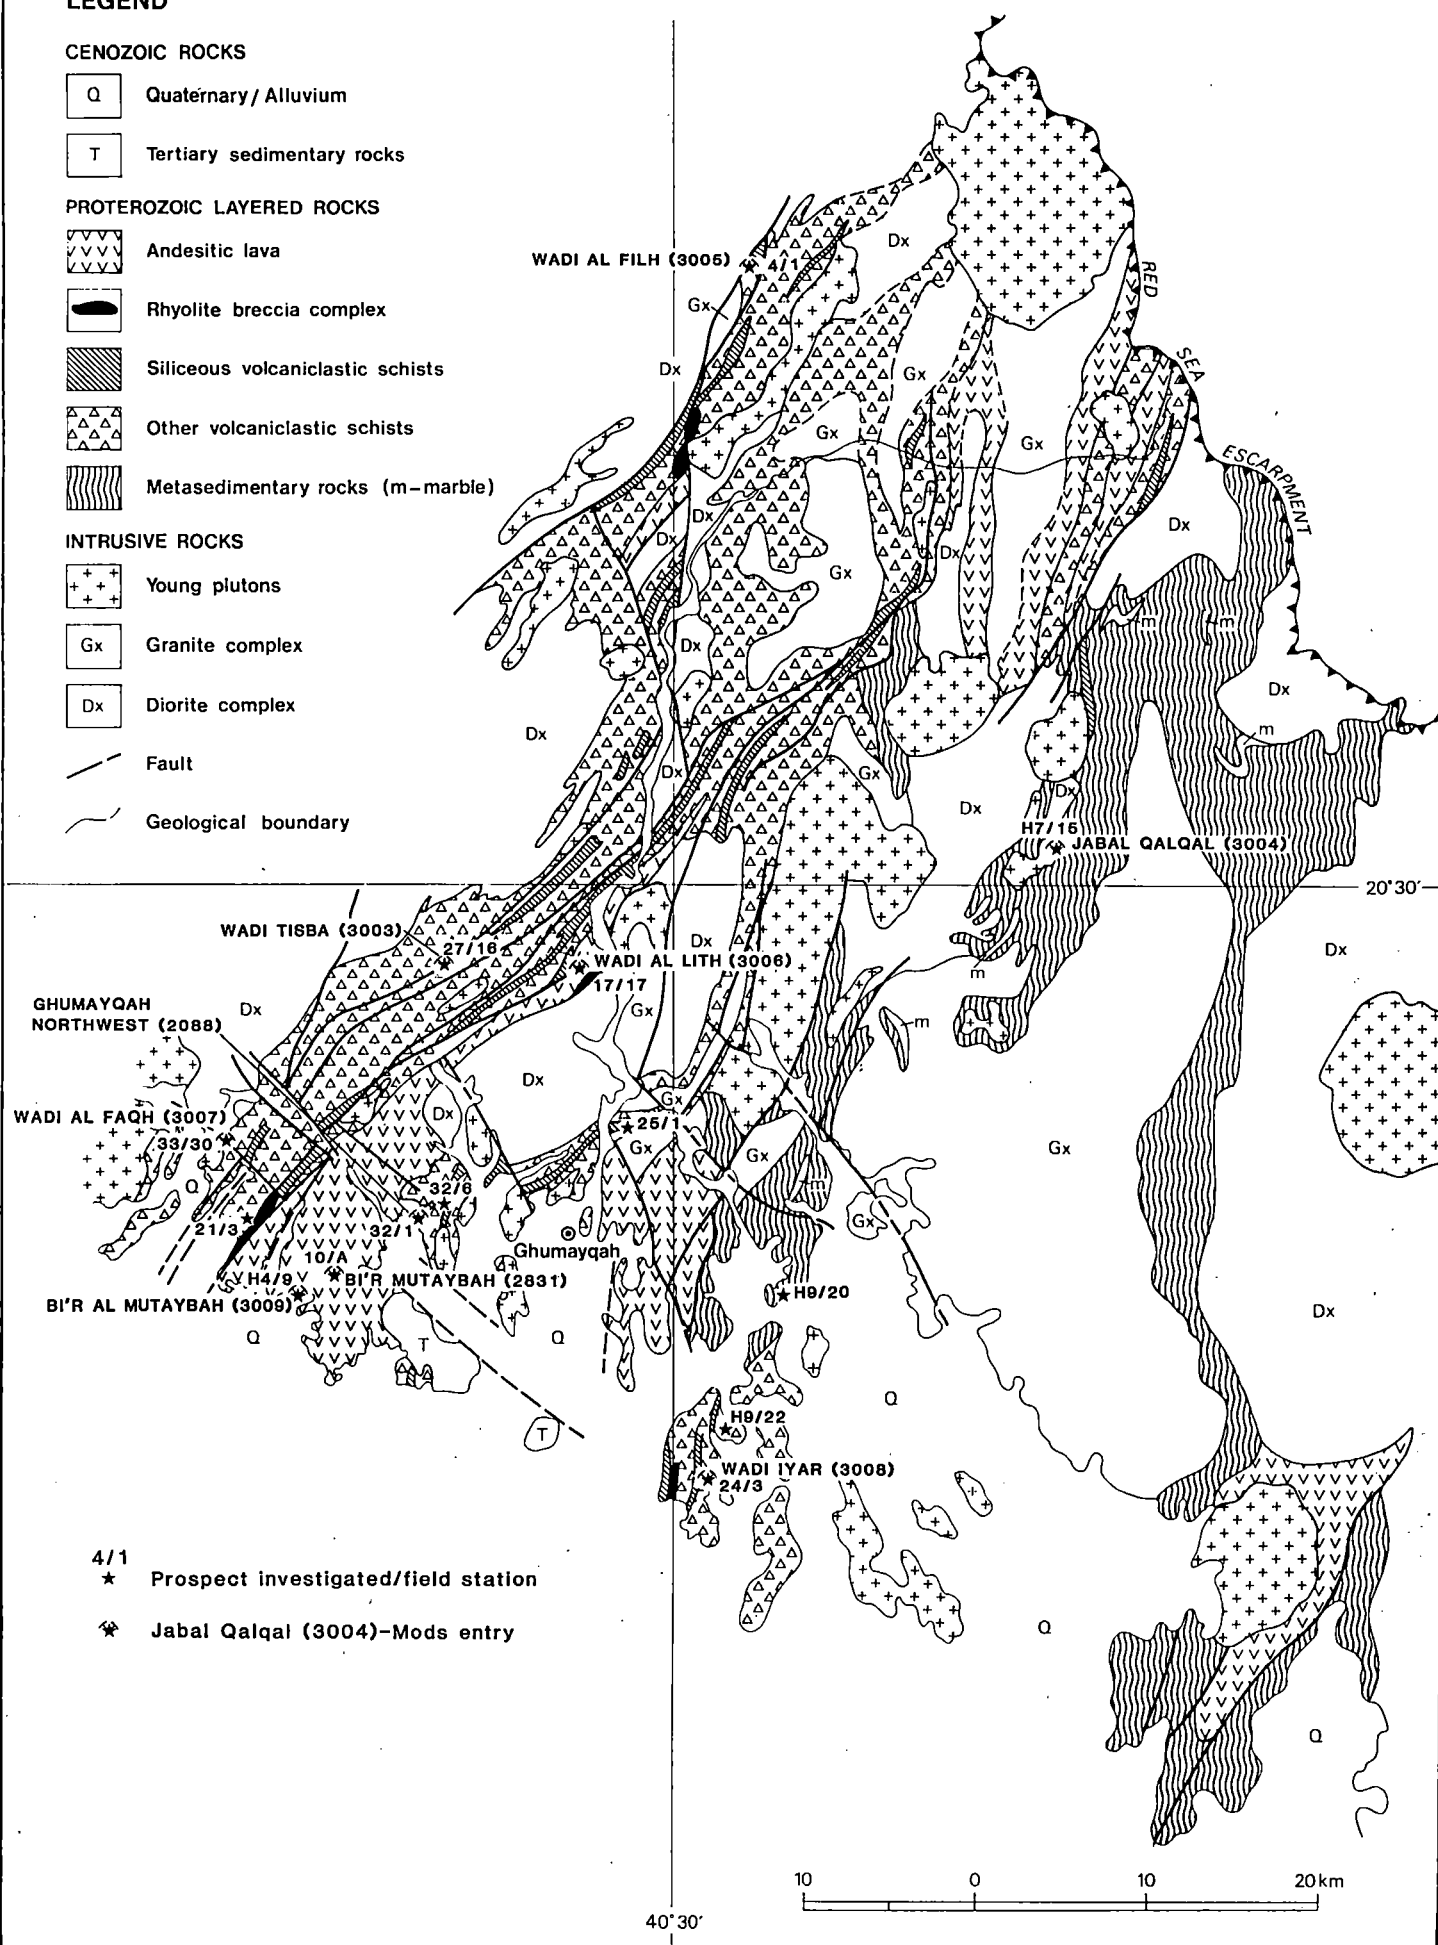 LEGEND
CENOZOIC ROCKS
Q Quaternary/Alluvium
T Tertiary sedimentary rocks
PROTEROZOIC LAYERED ROCKS
Andesitic lava
Rhyolite breccia complex
Siliceous volcaniclastic schists
Other volcaniclastic schists
Metasedimentary rocks (m-marble)
INTRUSIVE ROCKS
Young plutons
Gx Granite complex
Dx Diorite complex
Fault
Geological boundary
RED
SEA
ESCARPMENT
Dx
WADI AL FILH (3005)
4/1
Gx
Dx
Gx
Gx
Gx
Dx
Dx
Dx
Dx
Gx
m
m
Dx
Dx
Dx
m
Dx
Gx
Dx
Dx
H7/15
JABAL QALQAL (3004)
20°30'
WADI TISBA (3003)
27/16
Dx
Dx
WADI AL LITH (3006)
17/17
m
GHUMAYQAH
NORTHWEST (2088)
Dx
Gx
m
Dx
Gx
WADI AL FAQH (3007)
33/30
Dx
25/1
Gx
Gx
Gx
Q
32/6
m
21/3
32/1
Gx
Ghumayqah
10/A
H4/9
BI'R MUTAYBAH (2831)
H9/20
BI'R AL MUTAYBAH (3009)
Q
T
Q
Dx
Q
T
H9/22
WADI IYAR (3008)
24/3
4/1
Prospect investigated/field station
Jabal Qalqal (3004)-Mods entry
Q
Q
10 0 10 20km
40°30'